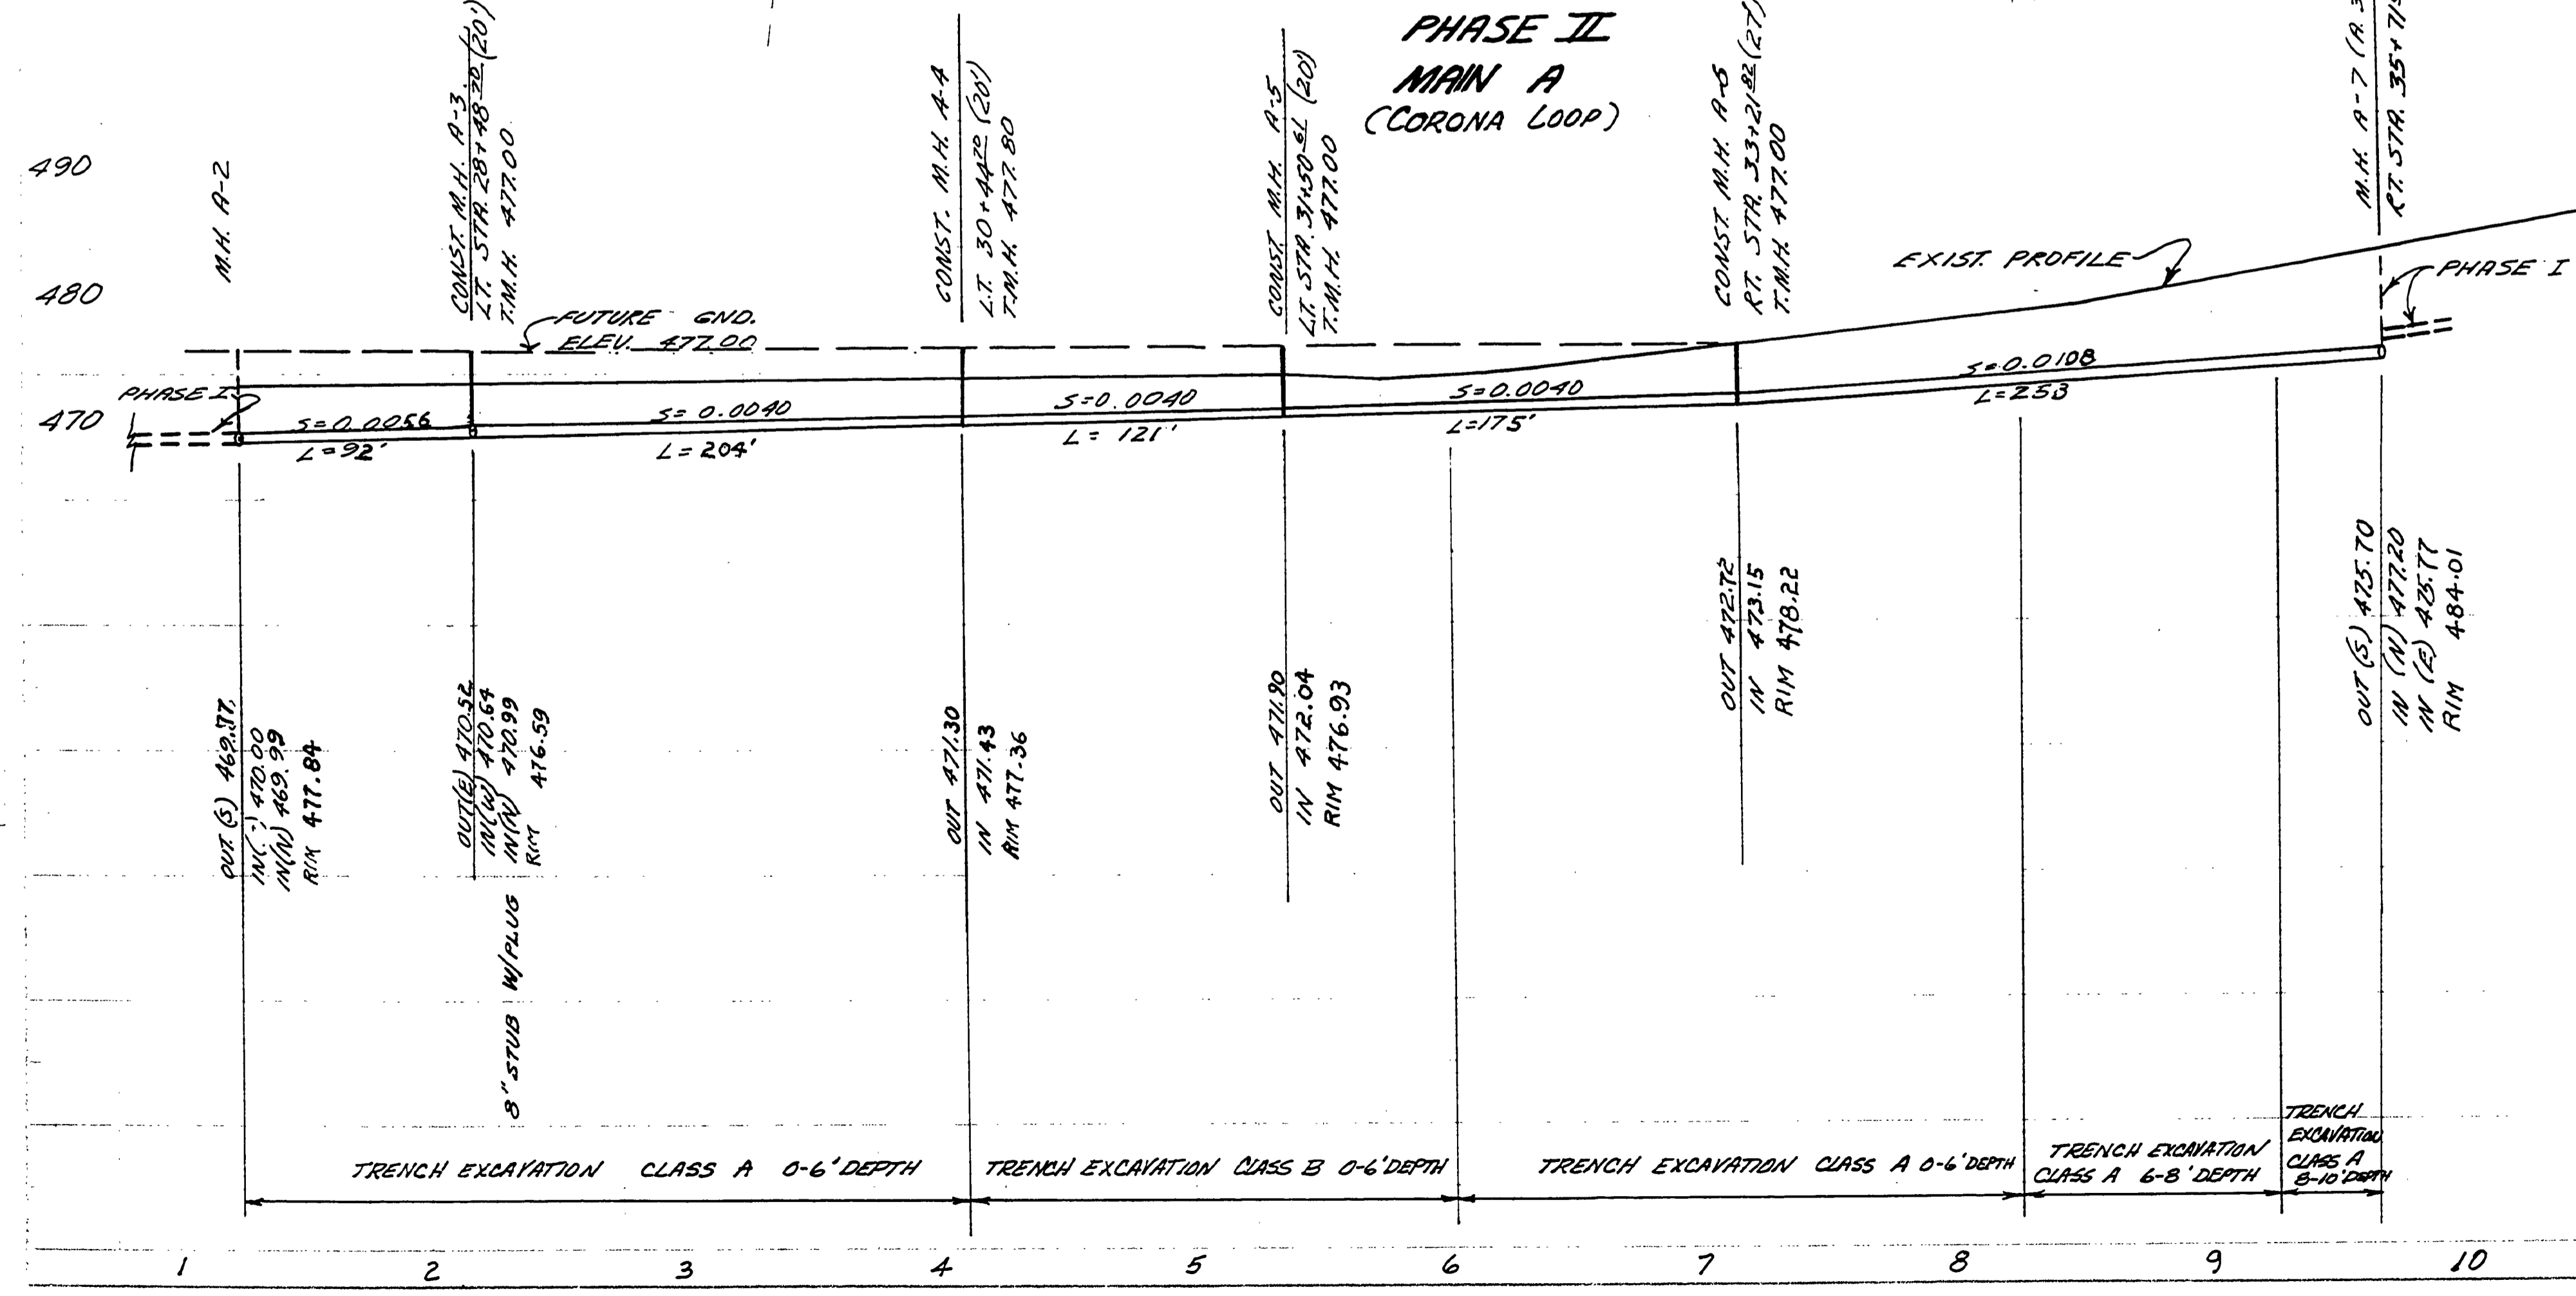 PHASE II
MAIN A
(CORONA LOOP)
490
480
470
M.H. A-2
CONST. M.H. A-3
LT. STA. 28+48.20 (20')
T.M.H. 477.00
CONST. M.H. A-4
LT. 30+44.70 (20')
T.M.H. 477.80
CONST. M.H. A-5
LT. STA. 31+50.61 (20')
T.M.H. 477.00
CONST M.H. A-6
RT. STA. 33+21.82 (27')
T.M.H. 477.00
M.H. A-7 (A.
RT. STA. 35+71
EXIST. PROFILE
PHASE I
FUTURE GND.
ELEV. 477.00
PHASE I
S=0.0056
L=92'
S=0.0040
L=204'
S=0.0040
L=121'
S=0.0040
L=175'
S=0.0108
L=253
OUT (S) 469.77
470.00
IN(N) 469.99
RIM 477.84
OUT(E) 470.52
IN(W) 470.64
IN(N) 470.99
RIM 476.59
8" STUB W/PLUG
OUT 471.30
IN 471.43
RIM 477.36
OUT 471.90
IN 472.04
RIM 476.93
OUT 472.72
IN 473.15
RIM 478.22
OUT (S) 475.70
IN (N) 477.20
IN (E) 475.77
RIM 484.01
TRENCH EXCAVATION CLASS A 0-6' DEPTH
TRENCH EXCAVATION CLASS B 0-6' DEPTH
TRENCH EXCAVATION CLASS A 0-6' DEPTH
TRENCH EXCAVATION
CLASS A 6-8' DEPTH
TRENCH
EXCAVATION
CLASS A
8-10' DEPTH
1 2 3 4 5 6 7 8 9 10